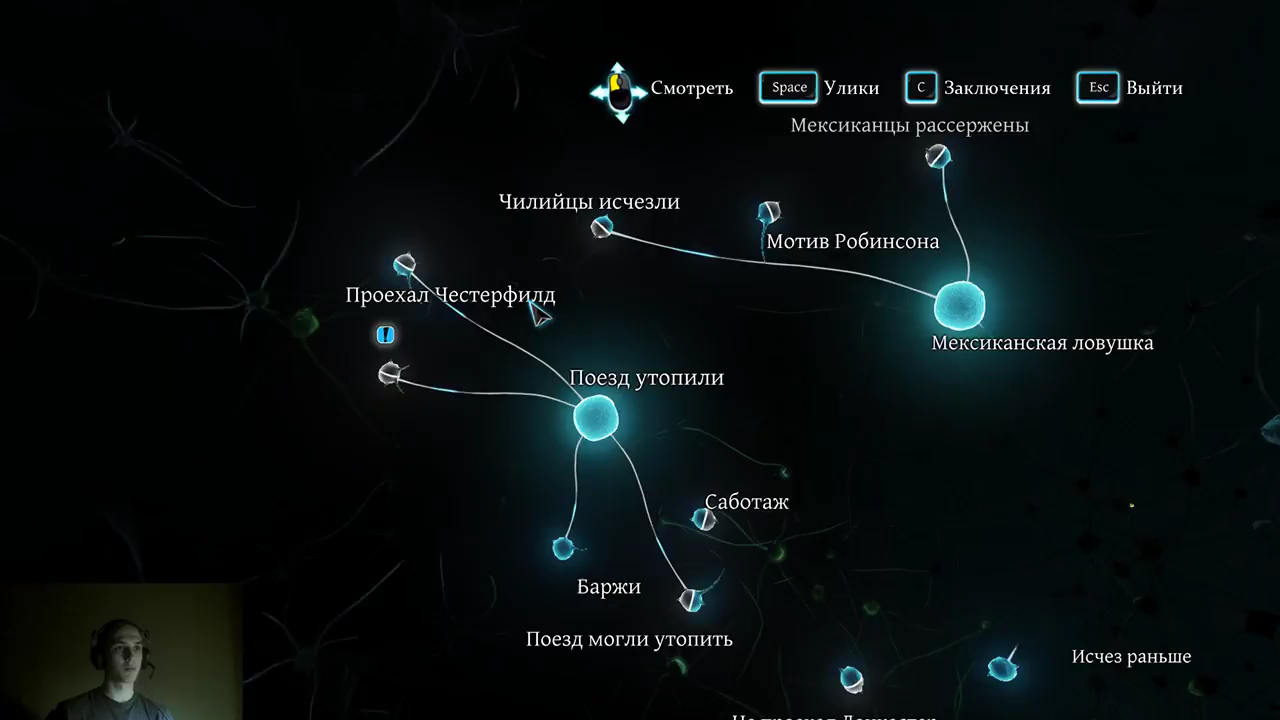 Смотреть
Space
Улики
C
Заключения
Esc
Выйти
Мексиканцы рассержены
Чилийцы исчезли
Мотив Робинсона
Проехал Честерфилд
!
Мексиканская ловушка
Поезд утопили
Саботаж
Баржи
Поезд могли утопить
Исчез раньше